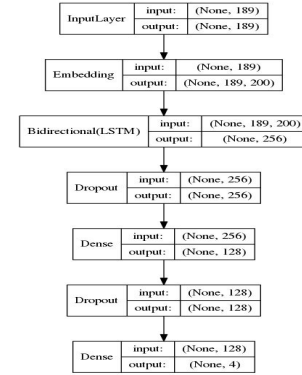 InputLayer input: (None, 189)
output: (None, 189)
Embedding input: (None, 189)
output: (None, 189, 200)
Bidirectional(LSTM) input: (None, 189, 200)
output: (None, 256)
Dropout input: (None, 256)
output: (None, 256)
Dense input: (None, 256)
output: (None, 128)
Dropout input: (None, 128)
output: (None, 128)
Dense input: (None, 128)
output: (None, 4)